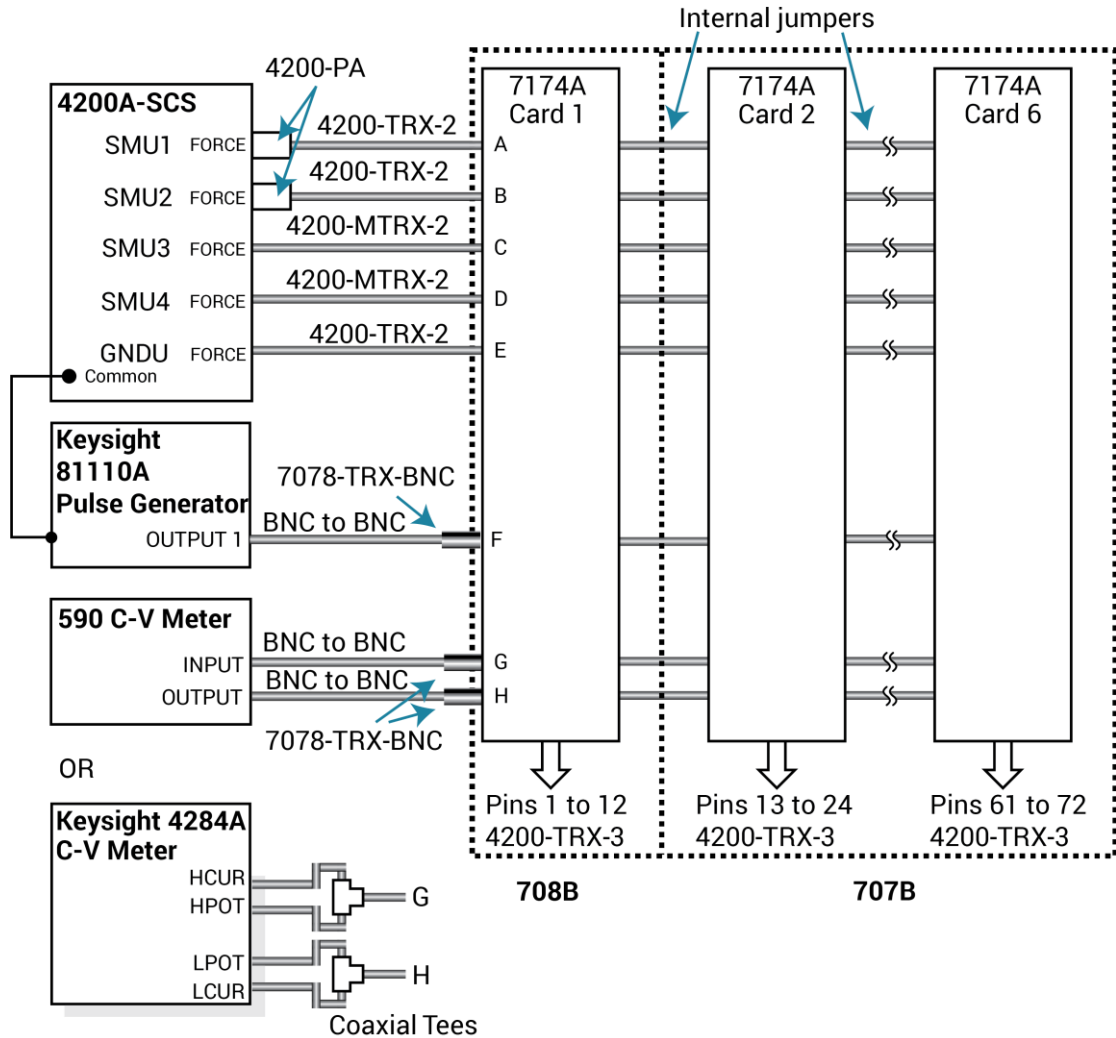 Internal jumpers
4200-PA
4200A-SCS
SMU1 FORCE
4200-TRX-2
A
SMU2 FORCE
4200-TRX-2
B
SMU3 FORCE
4200-MTRX-2
C
SMU4 FORCE
4200-MTRX-2
D
GNDU FORCE
4200-TRX-2
E
Common
7174A
Card 1
7174A
Card 2
7174A
Card 6
Keysight
81110A
Pulse Generator
OUTPUT 1
7078-TRX-BNC
BNC to BNC
F
590 C-V Meter
INPUT
BNC to BNC
G
OUTPUT
BNC to BNC
H
7078-TRX-BNC
Pins 1 to 12
4200-TRX-3
Pins 13 to 24
4200-TRX-3
Pins 61 to 72
4200-TRX-3
708B
707B
OR
Keysight 4284A
C-V Meter
HCUR
HPOT
G
LPOT
LCUR
H
Coaxial Tees